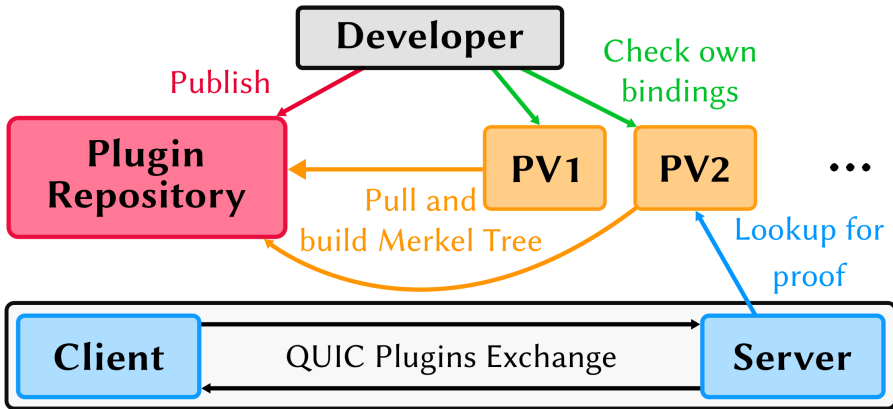 Developer
Publish
Check own
bindings
Plugin
Repository
PV1
PV2
...
Pull and
build Merkel Tree
Lookup for
proof
Client
QUIC Plugins Exchange
Server